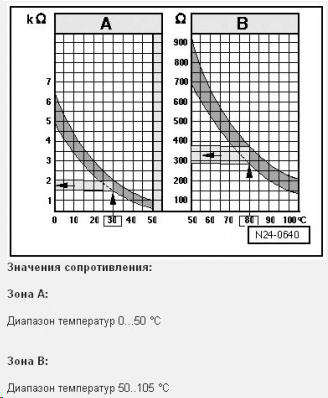 kΩ A Ω B
900
800
7 700
6 600
5 500
4 400
3 300
2 200
1 100
0 10 20 30 40 50 50 60 70 80 90 100°C
N24-0640
Значения сопротивления:
Зона А:
Диапазон температур 0...50 °C
Зона В:
Диапазон температур 50..105 °C